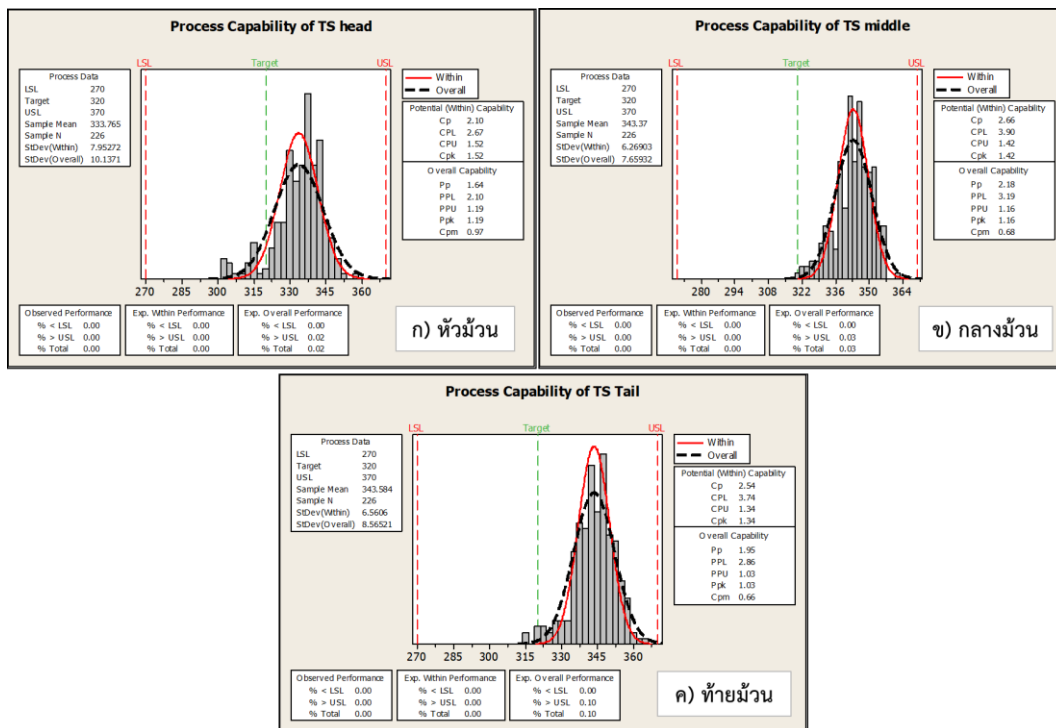 Process Capability of TS head
LSL
Target
USL
Process Data
LSL 270
Target 320
USL 370
Sample Mean 333.765
Sample N 226
StDev(Within) 7.95272
StDev(Overall) 10.1371
Within
Overall
Potential (Within) Capability
Cp 2.10
CPL 2.67
CPU 1.52
Cpk 1.52
Overall Capability
Pp 1.64
PPL 2.10
PPU 1.19
Ppk 1.19
Cpm 0.97
270 285 300 315 330 345 360
Observed Performance
% < LSL 0.00
% > USL 0.00
% Total 0.00
Exp. Within Performance
% < LSL 0.00
% > USL 0.00
% Total 0.00
Exp. Overall Performance
% < LSL 0.00
% > USL 0.02
% Total 0.02
ก) หัวม้วน
Process Capability of TS middle
LSL
Target
USL
Process Data
LSL 270
Target 320
USL 370
Sample Mean 343.37
Sample N 226
StDev(Within) 6.26903
StDev(Overall) 7.65932
Within
Overall
Potential (Within) Capability
Cp 2.66
CPL 3.90
CPU 1.42
Cpk 1.42
Overall Capability
Pp 2.18
PPL 3.19
PPU 1.16
Ppk 1.16
Cpm 0.68
280 294 308 322 336 350 364
Observed Performance
% < LSL 0.00
% > USL 0.00
% Total 0.00
Exp. Within Performance
% < LSL 0.00
% > USL 0.00
% Total 0.00
Exp. Overall Performance
% < LSL 0.00
% > USL 0.03
% Total 0.03
ข) กลางม้วน
Process Capability of TS Tail
LSL
Target
USL
Process Data
LSL 270
Target 320
USL 370
Sample Mean 343.584
Sample N 226
StDev(Within) 6.5606
StDev(Overall) 8.56521
Within
Overall
Potential (Within) Capability
Cp 2.54
CPL 3.74
CPU 1.34
Cpk 1.34
Overall Capability
Pp 1.95
PPL 2.86
PPU 1.03
Ppk 1.03
Cpm 0.66
270 285 300 315 330 345 360
Observed Performance
% < LSL 0.00
% > USL 0.00
% Total 0.00
Exp. Within Performance
% < LSL 0.00
% > USL 0.00
% Total 0.00
Exp. Overall Performance
% < LSL 0.00
% > USL 0.10
% Total 0.10
ค) ท้ายม้วน